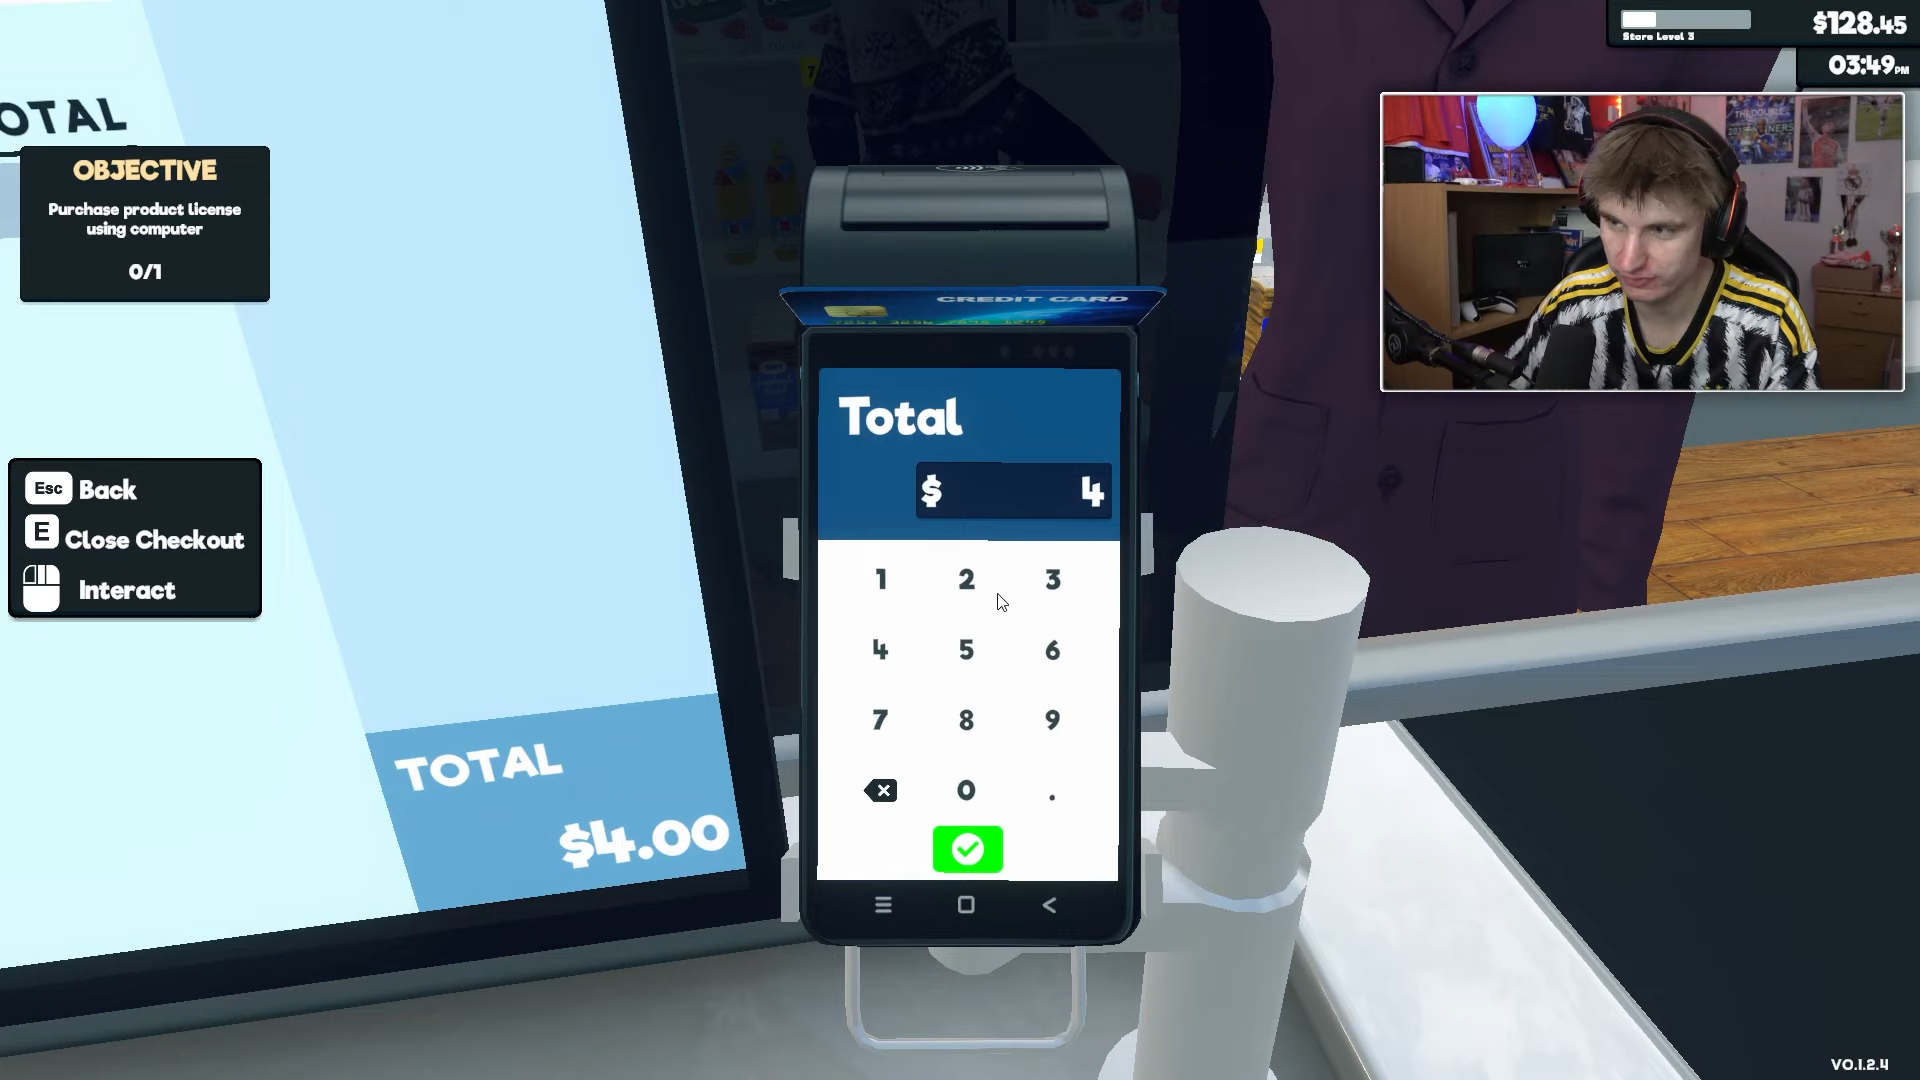 $128.45
Store Level 3
03:49PM
OTAL
OBJECTIVE
Purchase product license
using computer
0/1
Esc Back
E Close Checkout
Interact
CREDIT CARD
Total
$ 4
1 2 3
4 5 6
7 8 9
0 .
TOTAL
$4.00
V0.1.2.4